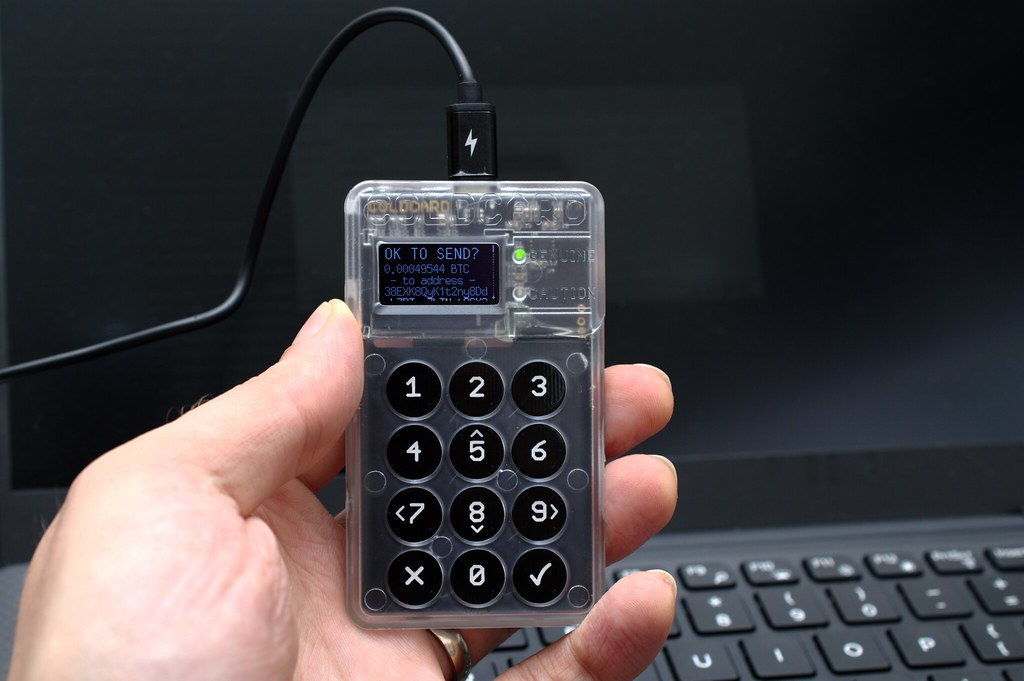 COLDCARD
OK TO SEND?
0.00049544 BTC
- to address -
38EXK8QyK1t2ny8Dd
GENUINE
CAUTION
1 2 3
4 5 6
7 8 9
0
U I O P